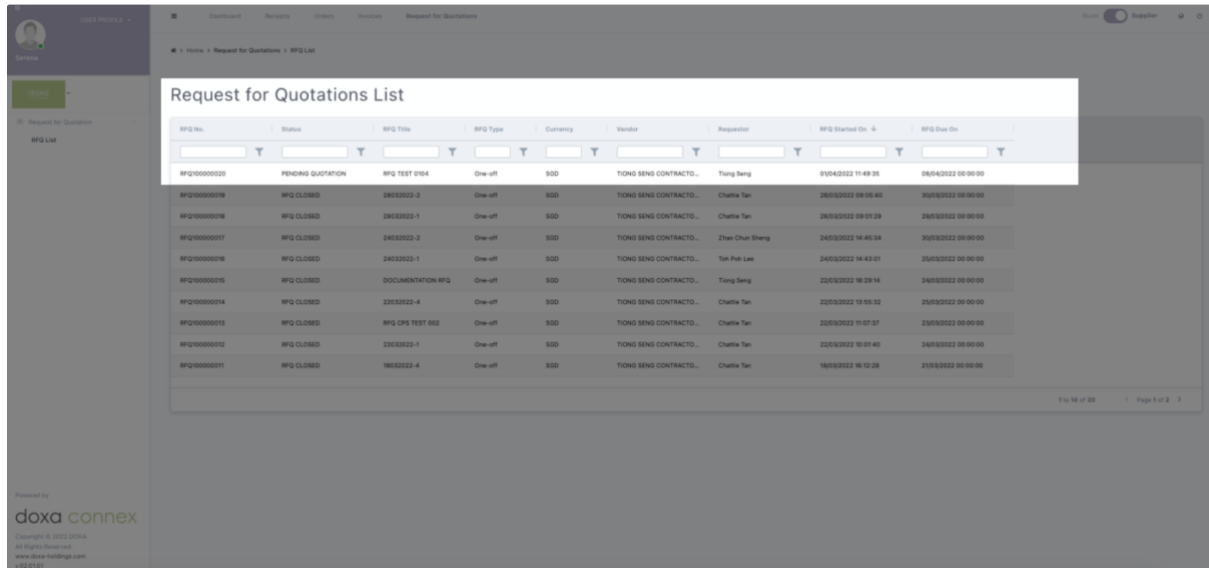 USER PROFILE
Serena
Dashboard Receipts Orders Invoices Request for Quotations
Buyer Supplier
Home > Request for Quotations > RFQ List
Request for Quotation
RFQ List
Request for Quotations List
RFQ No. Status RFQ Title RFQ Type Currency Vendor Requestor RFQ Started On RFQ Due On
RFQ100000020 PENDING QUOTATION RFQ TEST 0104 One-off SGD TIONG SENG CONTRACTO... Tiong Seng 01/04/2022 11:49:35 08/04/2022 00:00:00
RFQ100000019 RFQ CLOSED 28032022-2 One-off SGD TIONG SENG CONTRACTO... Chattie Tan 28/03/2022 09:05:40 30/03/2022 00:00:00
RFQ100000018 RFQ CLOSED 28032022-1 One-off SGD TIONG SENG CONTRACTO... Chattie Tan 28/03/2022 09:01:29 28/03/2022 00:00:00
RFQ100000017 RFQ CLOSED 24032022-2 One-off SGD TIONG SENG CONTRACTO... Zhao Chun Sheng 24/03/2022 14:45:34 30/03/2022 00:00:00
RFQ100000016 RFQ CLOSED 24032022-1 One-off SGD TIONG SENG CONTRACTO... Toh Poh Lee 24/03/2022 14:43:01 25/03/2022 00:00:00
RFQ100000015 RFQ CLOSED DOCUMENTATION RFQ One-off SGD TIONG SENG CONTRACTO... Tiong Seng 22/03/2022 18:29:14 24/03/2022 00:00:00
RFQ100000014 RFQ CLOSED 22032022-4 One-off SGD TIONG SENG CONTRACTO... Chattie Tan 22/03/2022 13:55:32 25/03/2022 00:00:00
RFQ100000013 RFQ CLOSED RFQ CPS TEST 002 One-off SGD TIONG SENG CONTRACTO... Chattie Tan 22/03/2022 11:07:37 23/03/2022 00:00:00
RFQ100000012 RFQ CLOSED 22032022-1 One-off SGD TIONG SENG CONTRACTO... Chattie Tan 22/03/2022 10:01:40 24/03/2022 00:00:00
RFQ100000011 RFQ CLOSED 18032022-4 One-off SGD TIONG SENG CONTRACTO... Chattie Tan 18/03/2022 16:12:28 21/03/2022 00:00:00
1 to 10 of 20 Page 1 of 2
Powered by
doxa connex
Copyright © 2022 DOXA
All Rights Reserved
www.doxa-holdings.com